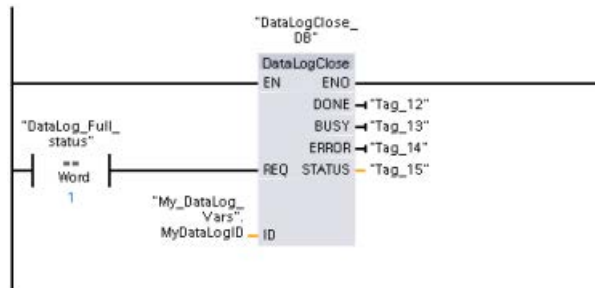 "DataLogClose_
DB"
DataLogClose
EN ENO
DONE "Tag_12"
BUSY "Tag_13"
ERROR "Tag_14"
"DataLog_Full_
status"
==
Word
1
REQ STATUS "Tag_15"
"My_DataLog_
Vars".
MyDataLogID ID